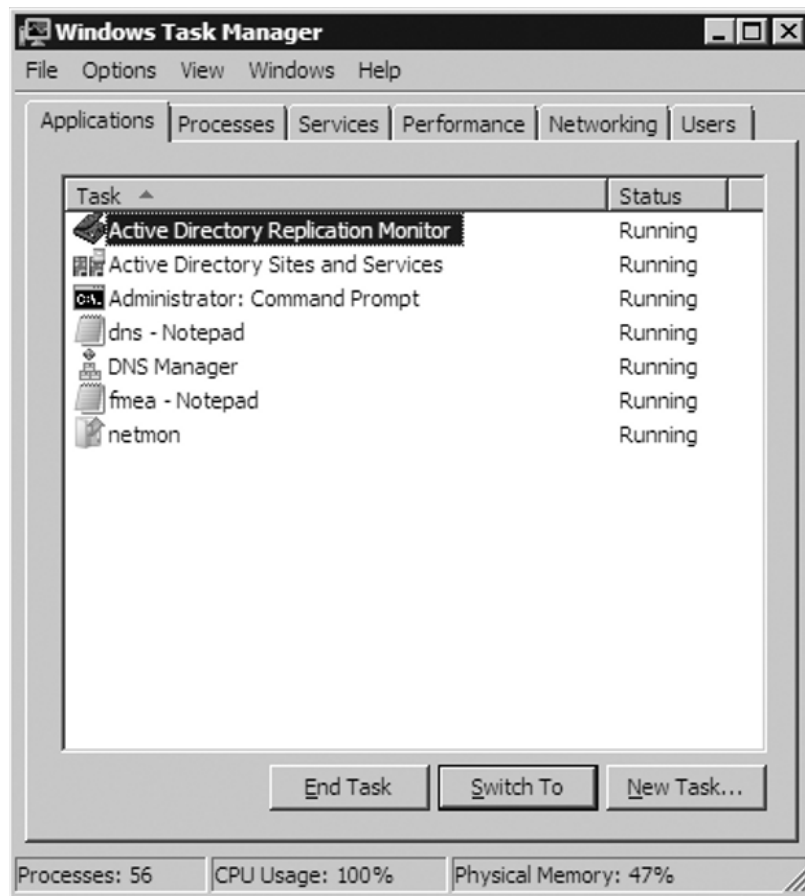 Windows Task Manager
File Options View Windows Help
Applications Processes Services Performance Networking Users
Task Status
Active Directory Replication Monitor Running
Active Directory Sites and Services Running
C:\. Administrator: Command Prompt Running
dns - Notepad Running
DNS Manager Running
fmea - Notepad Running
netmon Running
End Task Switch To New Task...
Processes: 56 CPU Usage: 100% Physical Memory: 47%